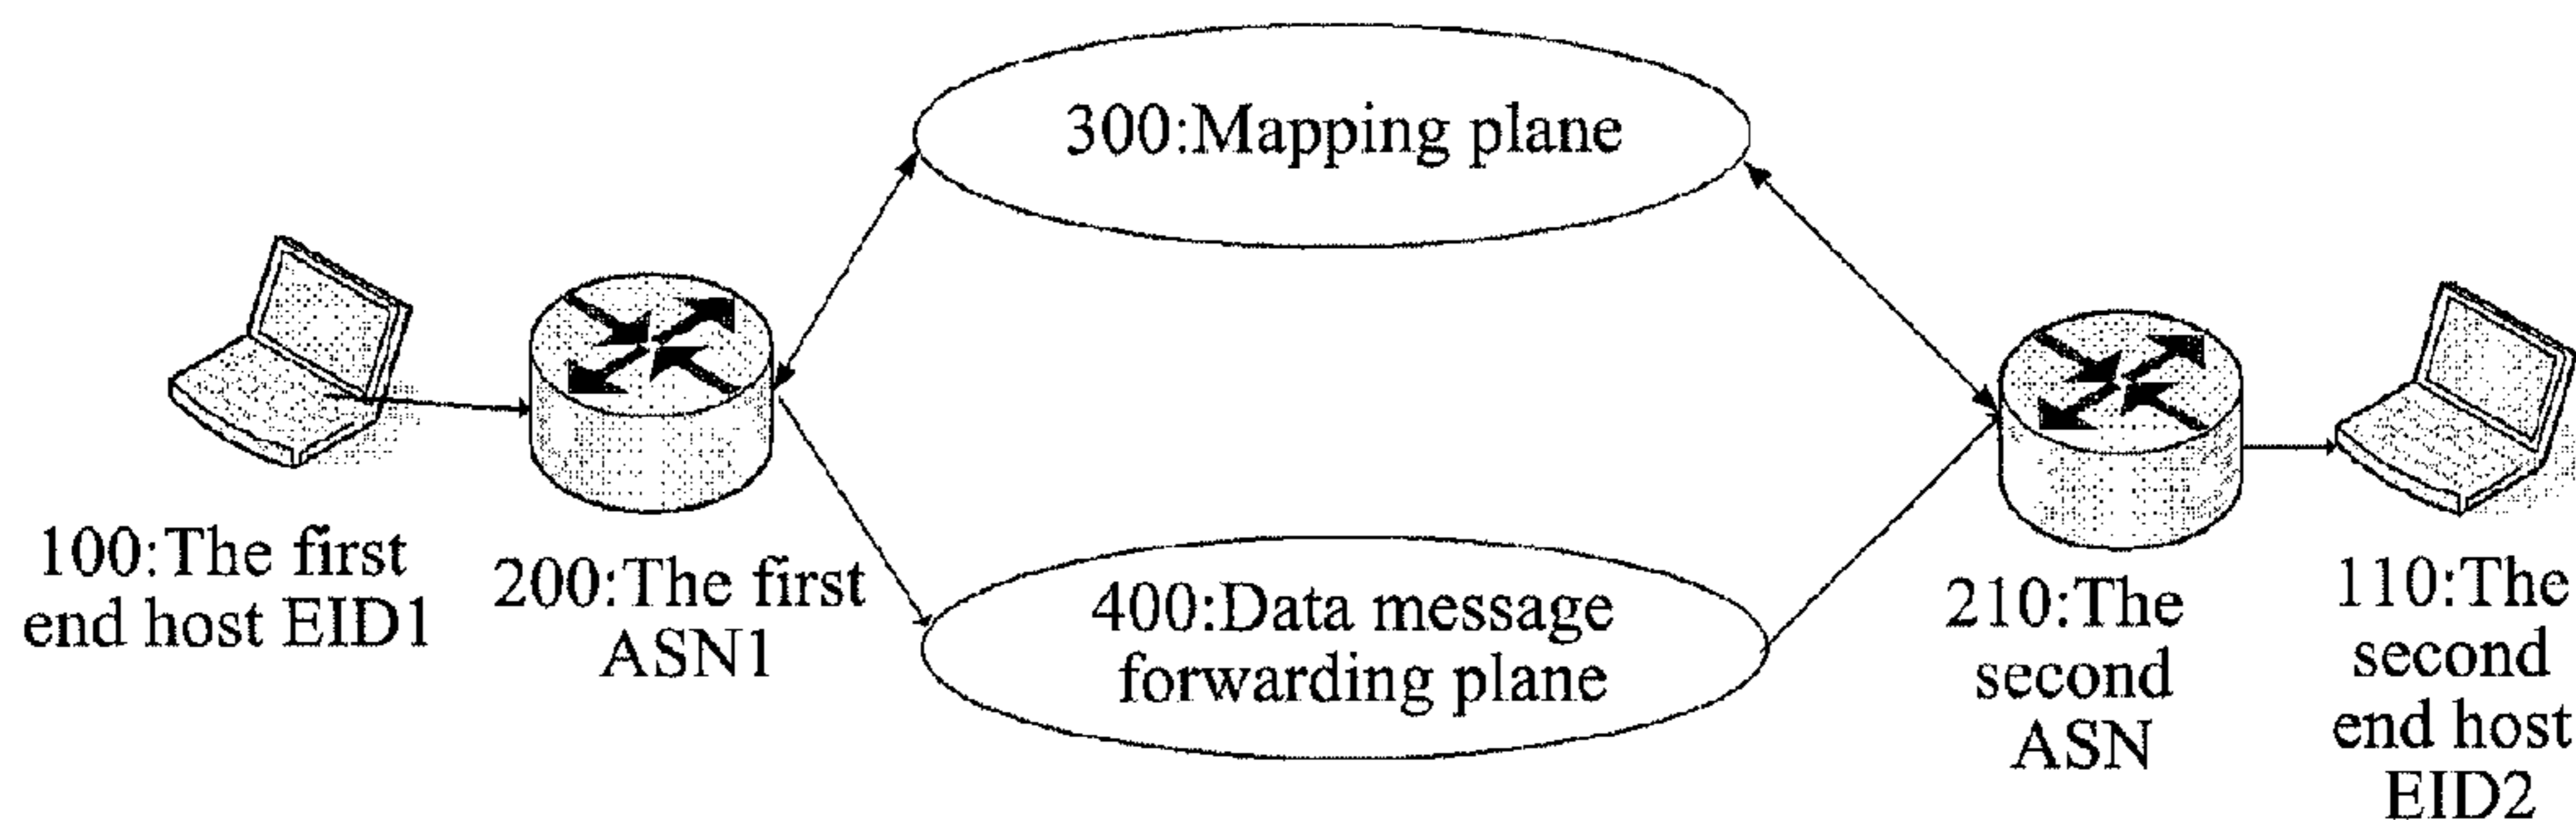 300:Mapping plane
100:The first
end host EID1
200:The first
ASN1
400:Data message
forwarding plane
210:The
second
ASN
110:The
second
end host
EID2